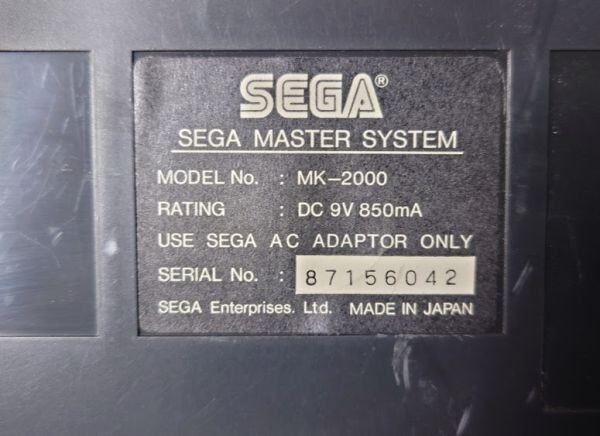 SEGA®
SEGA MASTER SYSTEM
MODEL No. : MK-2000
RATING : DC 9V 850mA
USE SEGA AC ADAPTOR ONLY
SERIAL No. : 87156042
SEGA Enterprises. Ltd. MADE IN JAPAN